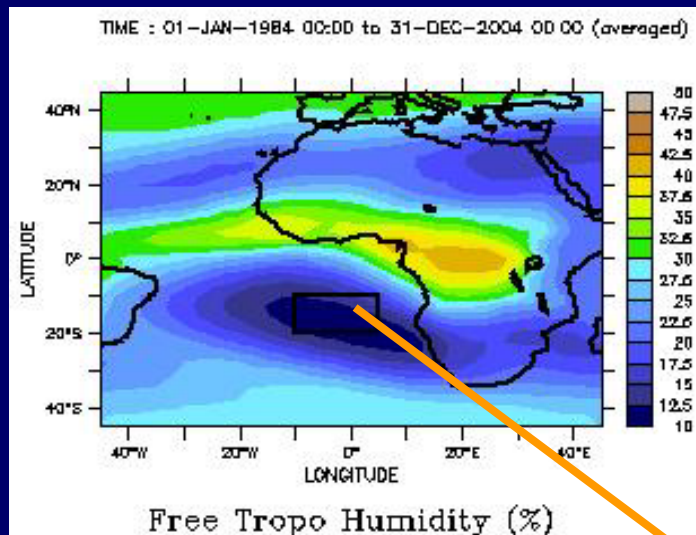 TIME : 01-JAN-1984 00:00 to 31-DEC-2004 00 00 (averaged)
40°N
20°N
0°
20°S
40°S
LATITUDE
40°W
20°W
0°
20°E
40°E
LONGITUDE
50
47.5
45
42.5
40
37.5
35
32.5
30
27.5
25
22.5
20
17.5
15
12.5
10
Free Tropo Humidity (%)